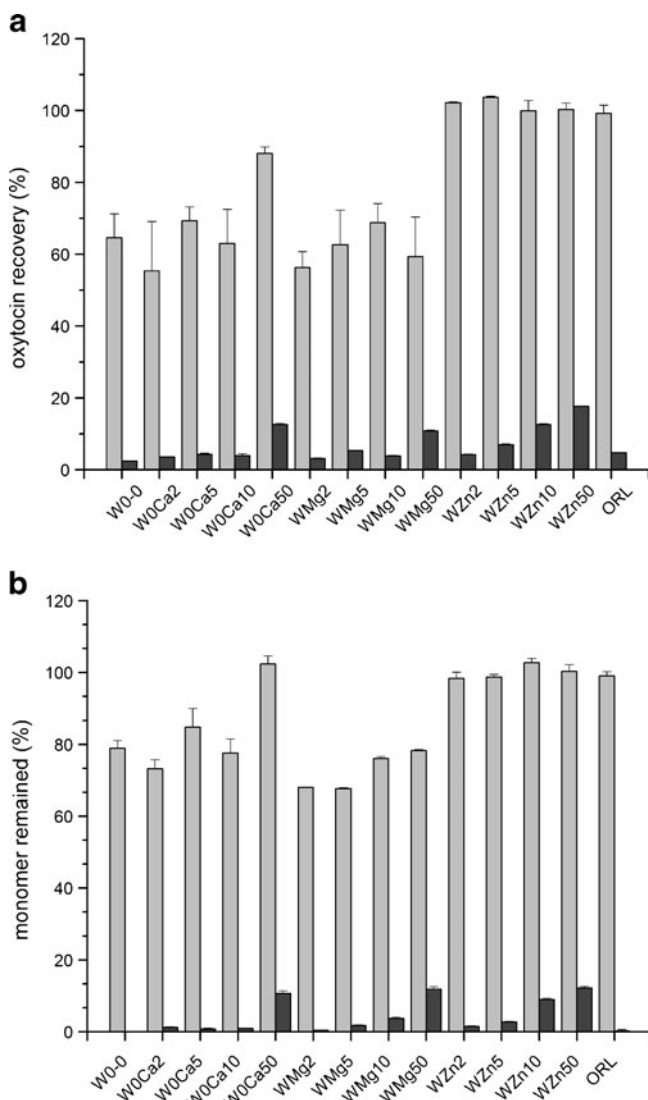 a
120
100
80
60
40
20
0
oxytocin recovery (%)
W0-0 W0Ca2 W0Ca5 W0Ca10 W0Ca50 WMg2 WMg5 WMg10 WMg50 WZn2 WZn5 WZn10 WZn50 ORL
b
120
100
80
60
40
20
0
monomer remained (%)
W0-0 W0Ca2 W0Ca5 W0Ca10 W0Ca50 WMg2 WMg5 WMg10 WMg50 WZn2 WZn5 WZn10 WZn50 ORL